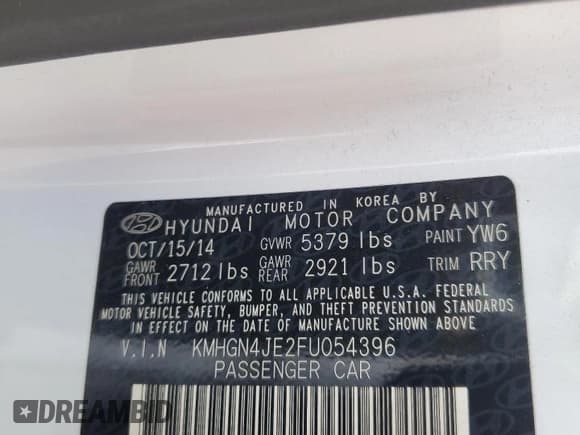 MANUFACTURED IN KOREA BY
HYUNDAI MOTOR COMPANY
OCT/15/14 GVWR 5379 lbs PAINT YW6
GAWR FRONT 2712 lbs GAWR REAR 2921 lbs TRIM RRY
THIS VEHICLE CONFORMS TO ALL APPLICABLE U.S.A. FEDERAL
MOTOR VEHICLE SAFETY, BUMPER, AND THEFT PREVENTION STANDARDS
IN EFFECT ON THE DATE OF MANUFACTURE SHOWN ABOVE
V.I.N KMHGN4JE2FU054396
PASSENGER CAR
DREAMBID